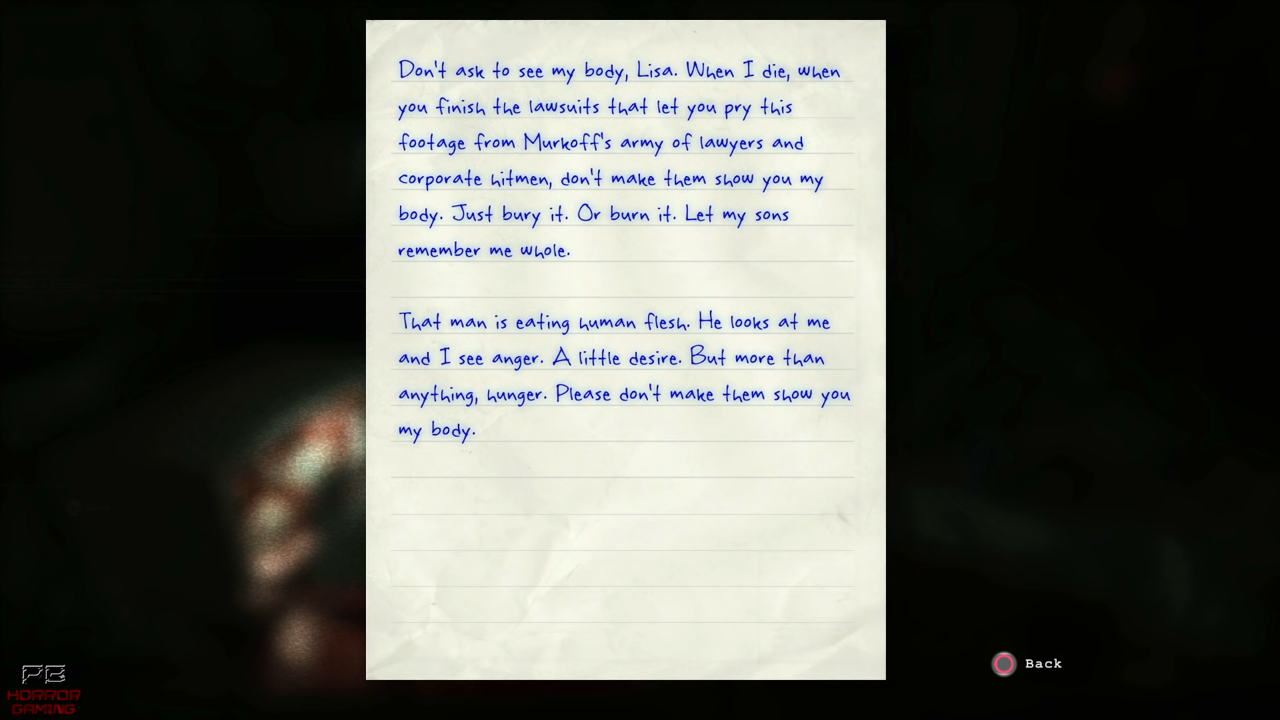 Don't ask to see my body, Lisa. When I die, when
you finish the lawsuits that let you pry this
footage from Murkoff's army of lawyers and
corporate hitmen, don't make them show you my
body. Just bury it. Or burn it. Let my sons
remember me whole.
That man is eating human flesh. He looks at me
and I see anger. A little desire. But more than
anything, hunger. Please don't make them show you
my body.
Back
PB
HORROR
GAMING